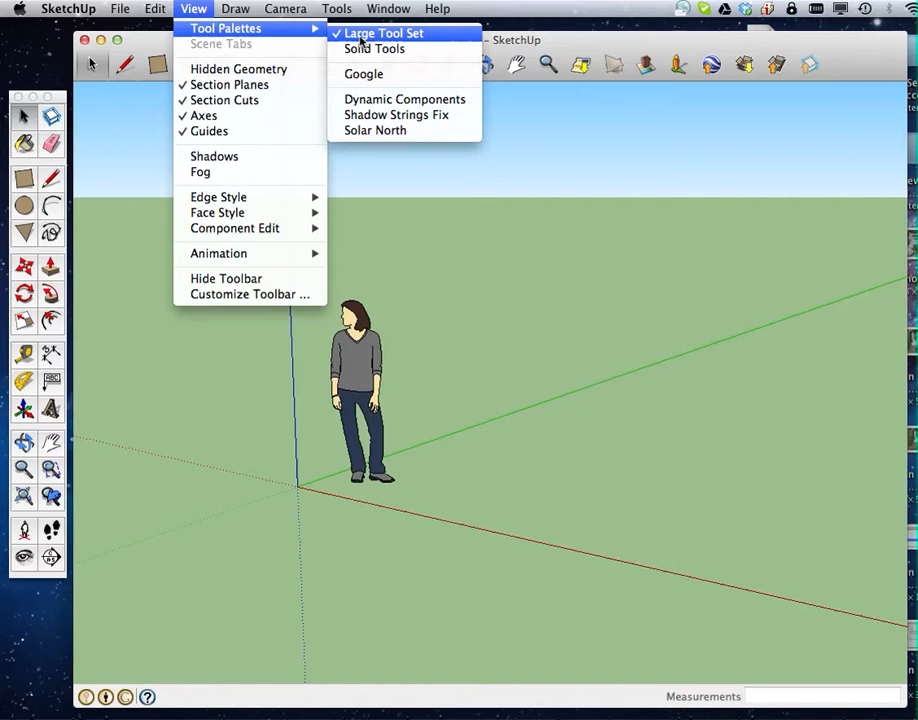 SketchUp File Edit View Draw Camera Tools Window Help
- SketchUp
Tool Palettes
Scene Tabs
Hidden Geometry
✓ Section Planes
✓ Section Cuts
✓ Axes
✓ Guides
Shadows
Fog
Edge Style
Face Style
Component Edit
Animation
Hide Toolbar
Customize Toolbar ...
✓ Large Tool Set
Solid Tools
Google
Dynamic Components
Shadow Strings Fix
Solar North
ABC
Measurements